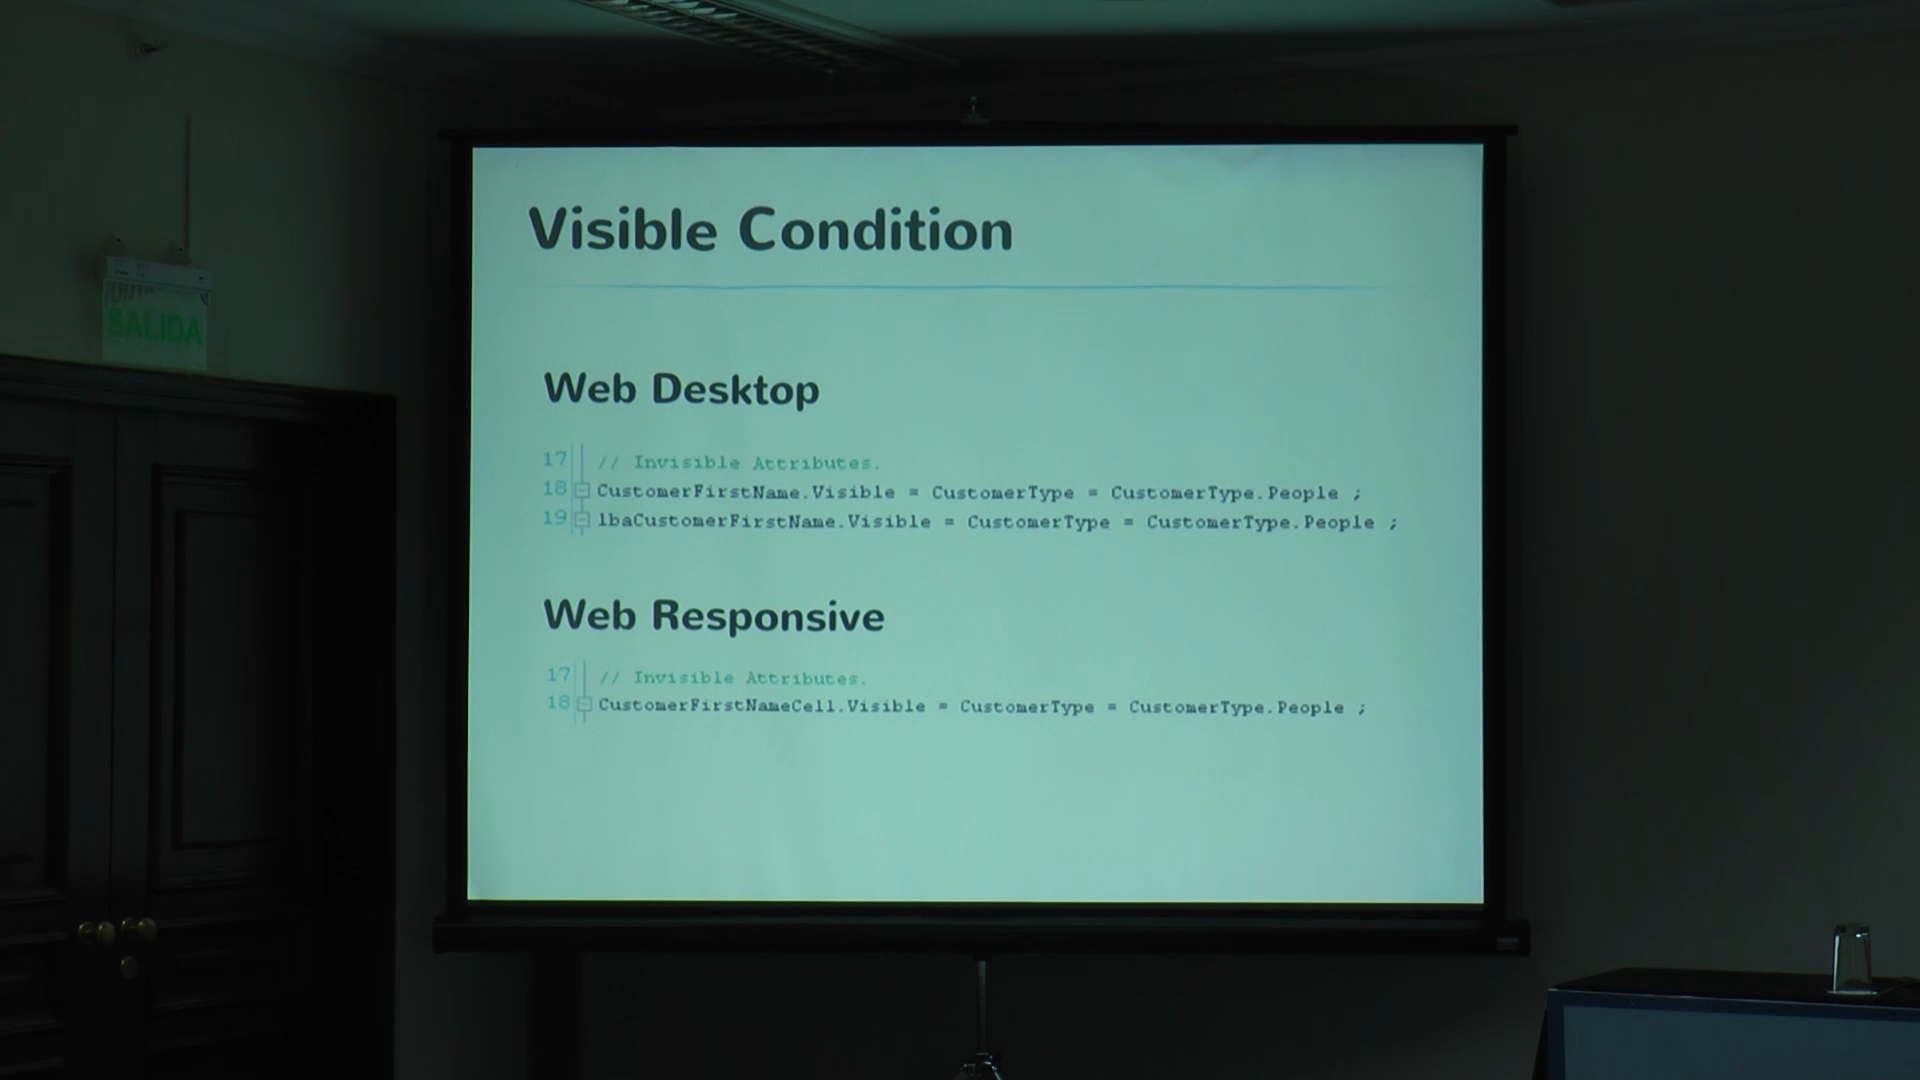 SALIDA
Visible Condition
Web Desktop
17 // Invisible Attributes.
18 CustomerFirstName.Visible = CustomerType = CustomerType.People ;
19 lbaCustomerFirstName.Visible = CustomerType = CustomerType.People ;
Web Responsive
17 // Invisible Attributes.
18 CustomerFirstNameCell.Visible = CustomerType = CustomerType.People ;